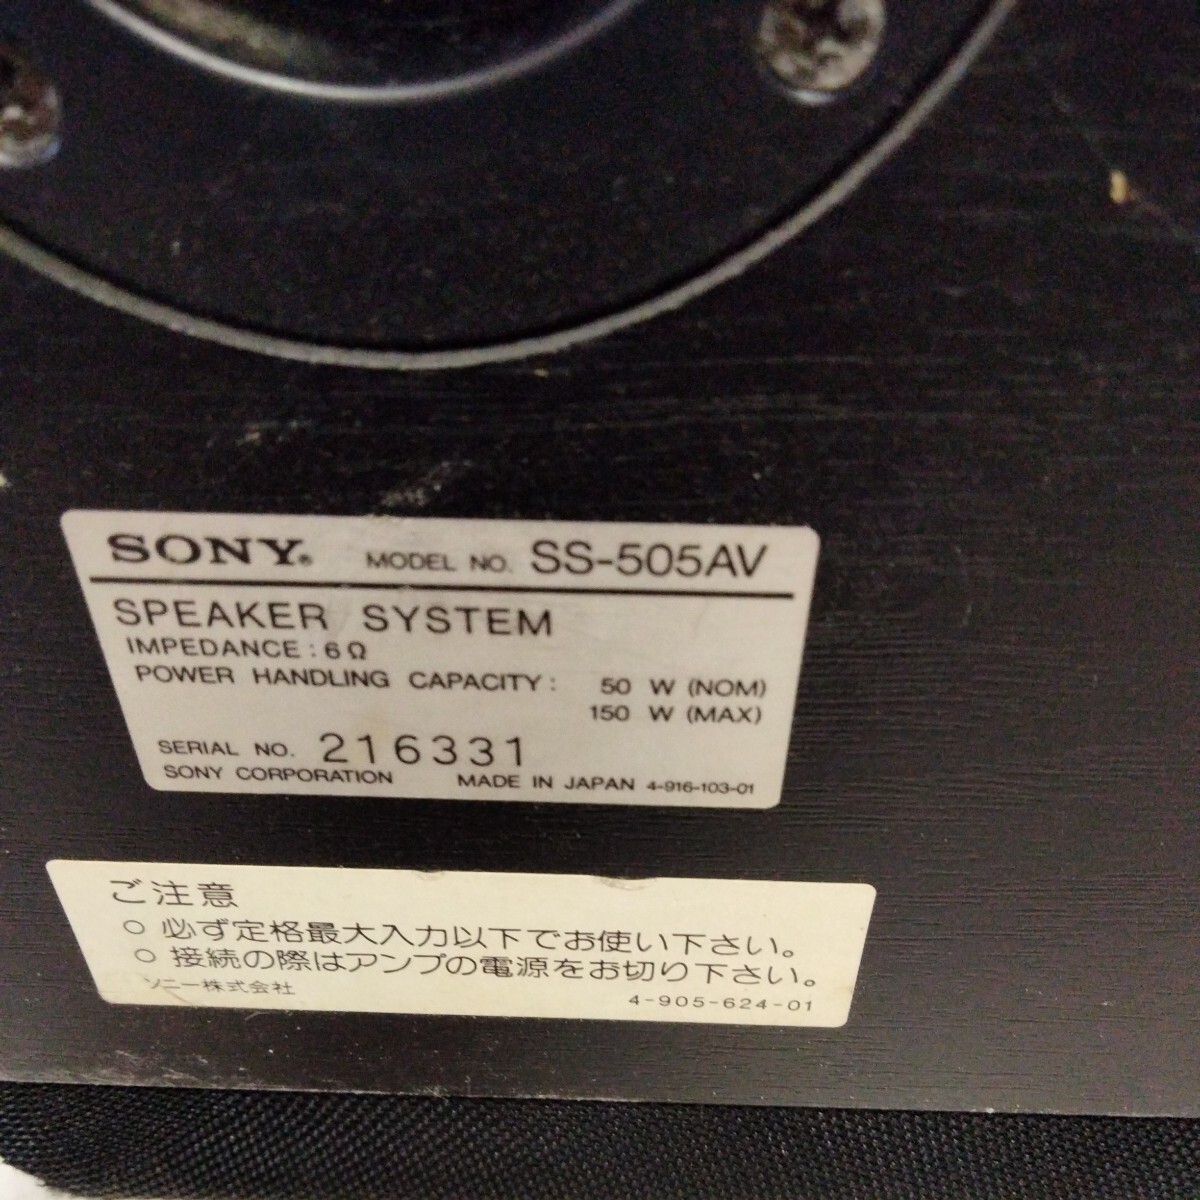 SONY® MODEL NO. SS-505AV
SPEAKER SYSTEM
IMPEDANCE : 6Ω
POWER HANDLING CAPACITY : 50 W (NOM)
150 W (MAX)
SERIAL NO. 216331
SONY CORPORATION MADE IN JAPAN 4-916-103-01
ご注意
○ 必ず定格最大入力以下でお使い下さい。
○ 接続の際はアンプの電源をお切り下さい。
ソニー株式会社 4-905-624-01